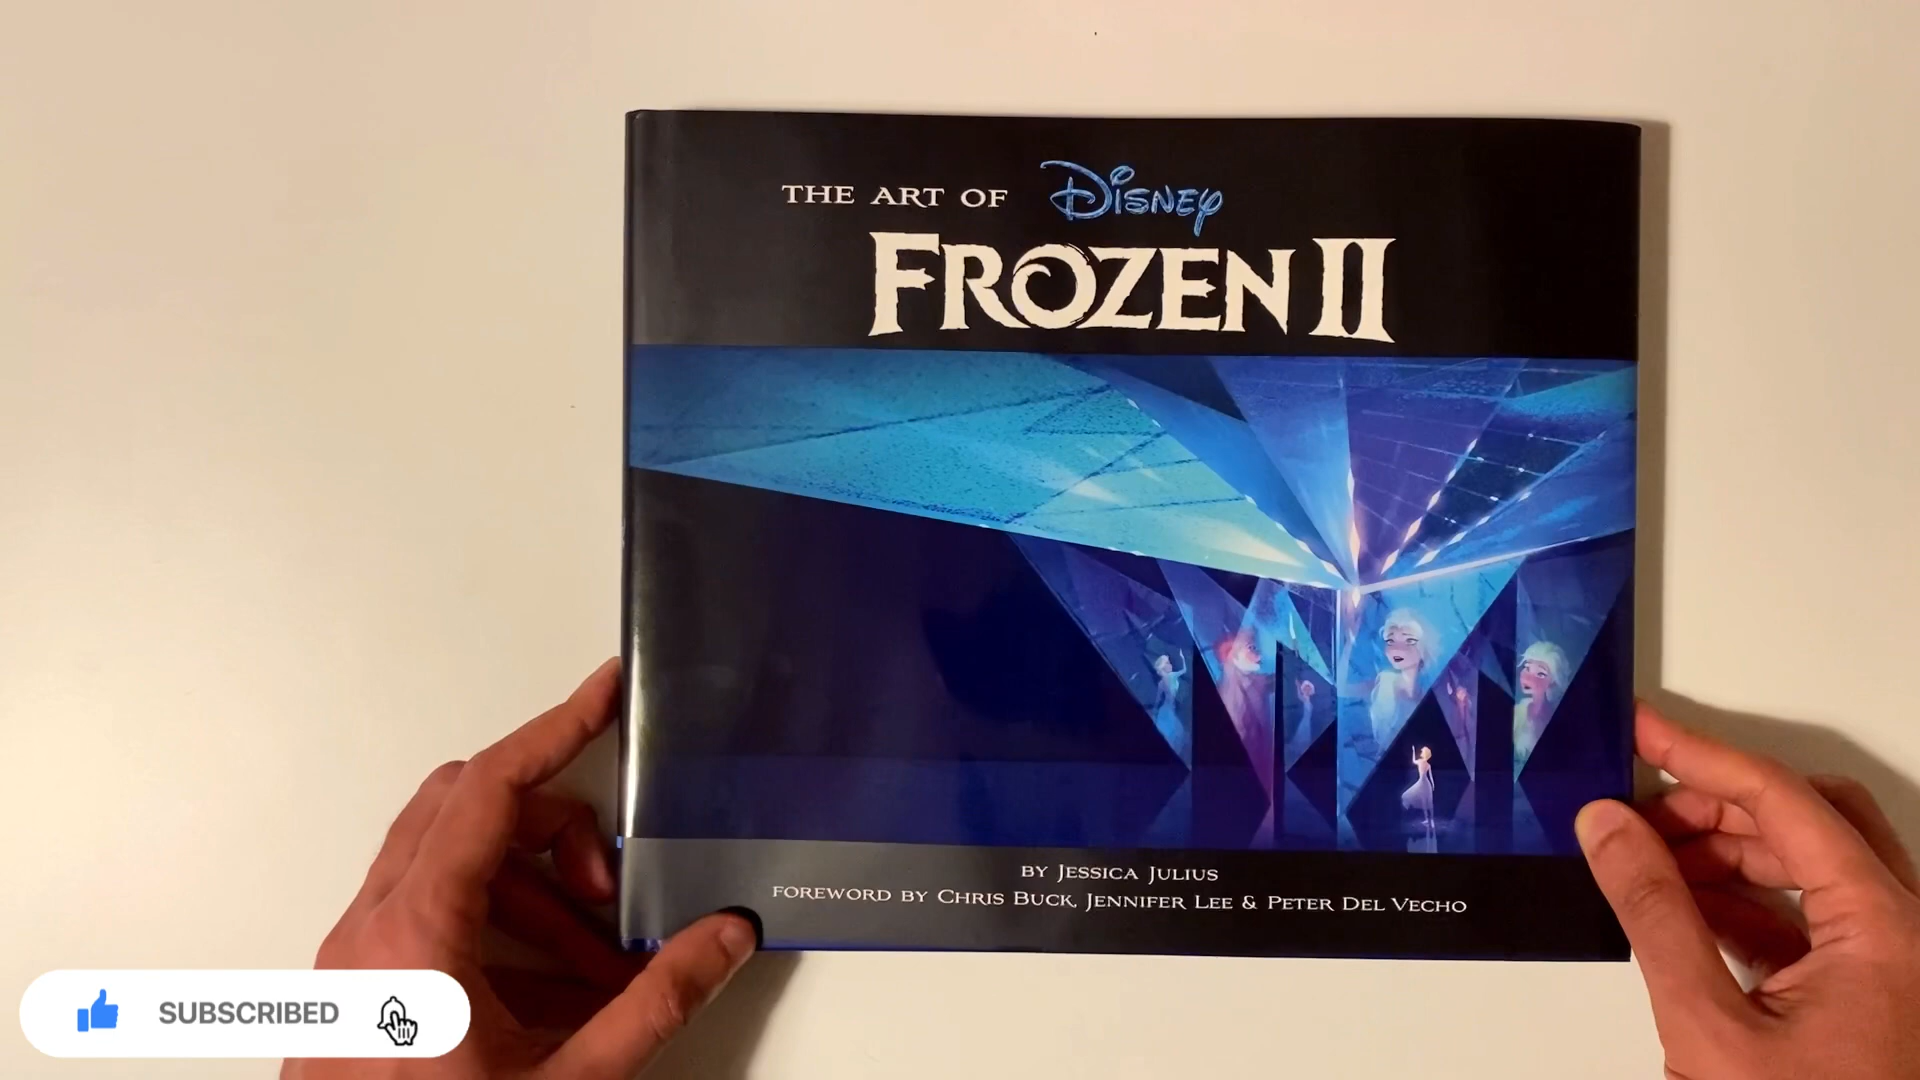 THE ART OF DISNEY
FROZEN II
BY JESSICA JULIUS
FOREWORD BY CHRIS BUCK, JENNIFER LEE & PETER DEL VECHO
SUBSCRIBED